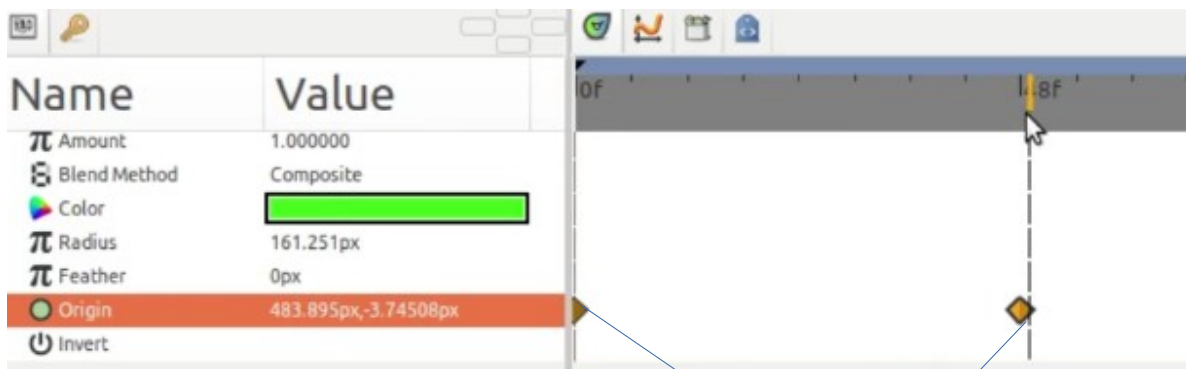 Name Value
0f 48f
Amount 1.000000
Blend Method Composite
Color
Radius 161.251px
Feather 0px
Origin 483.895px,-3.74508px
Invert